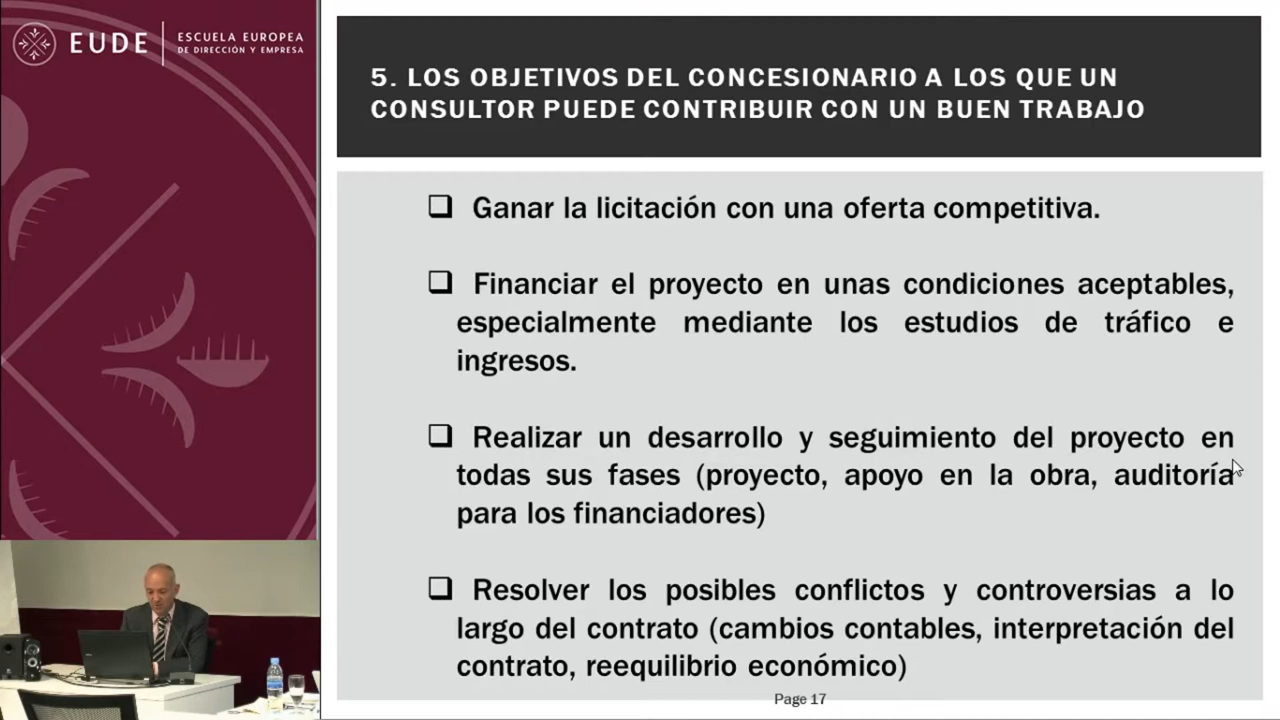 EUDE
ESCUELA EUROPEA
DE DIRECCIÓN Y EMPRESA
5. LOS OBJETIVOS DEL CONCESIONARIO A LOS QUE UN
CONSULTOR PUEDE CONTRIBUIR CON UN BUEN TRABAJO
Ganar la licitación con una oferta competitiva.
Financiar el proyecto en unas condiciones aceptables,
especialmente mediante los estudios de tráfico e
ingresos.
Realizar un desarrollo y seguimiento del proyecto en
todas sus fases (proyecto, apoyo en la obra, auditoría
para los financiadores)
Resolver los posibles conflictos y controversias a lo
largo del contrato (cambios contables, interpretación del
contrato, reequilibrio económico)
Page 17